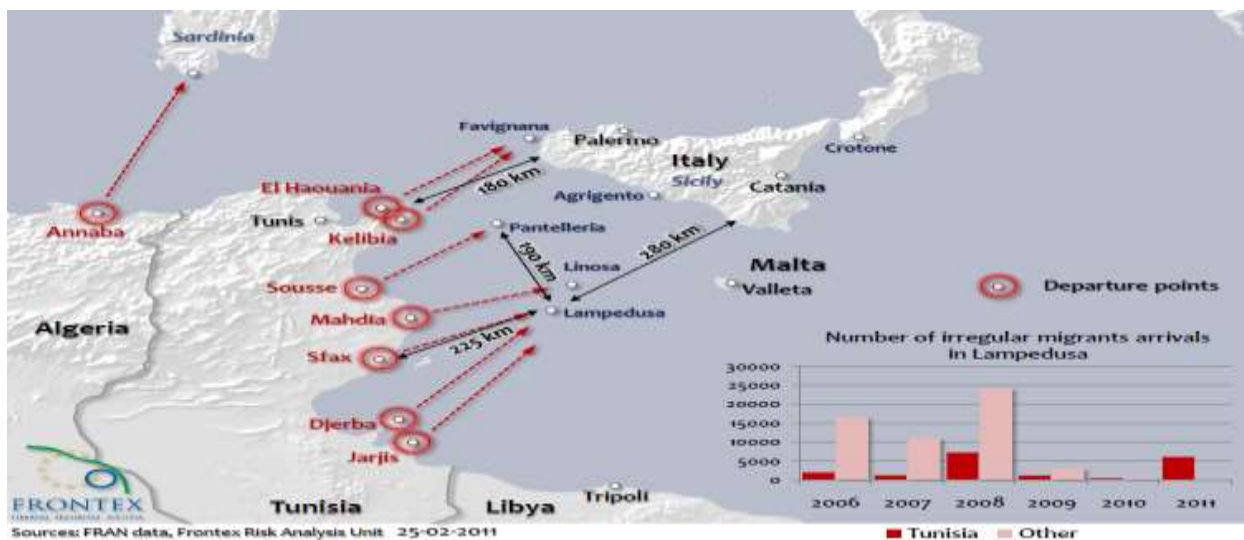 Sardinia
Favignana
Palermo
Crotone
Italy
Sicily
El Haouania
180 km
Agrigento
Catania
Annaba
Tunis
Kelibia
Pantelleria
190 km
280 km
Linosa
Malta
Valleta
Sousse
Departure points
Mahdia
Lampedusa
Algeria
225 km
Sfax
Number of irregular migrants arrivals
in Lampedusa
30000
25000
20000
15000
10000
5000
0
Djerba
Jarjis
FRONTEX
Tunisia
Libya
Tripoli
2006 2007 2008 2009 2010 2011
Sources: FRAN data, Frontex Risk Analysis Unit 25-02-2011
Tunisia Other